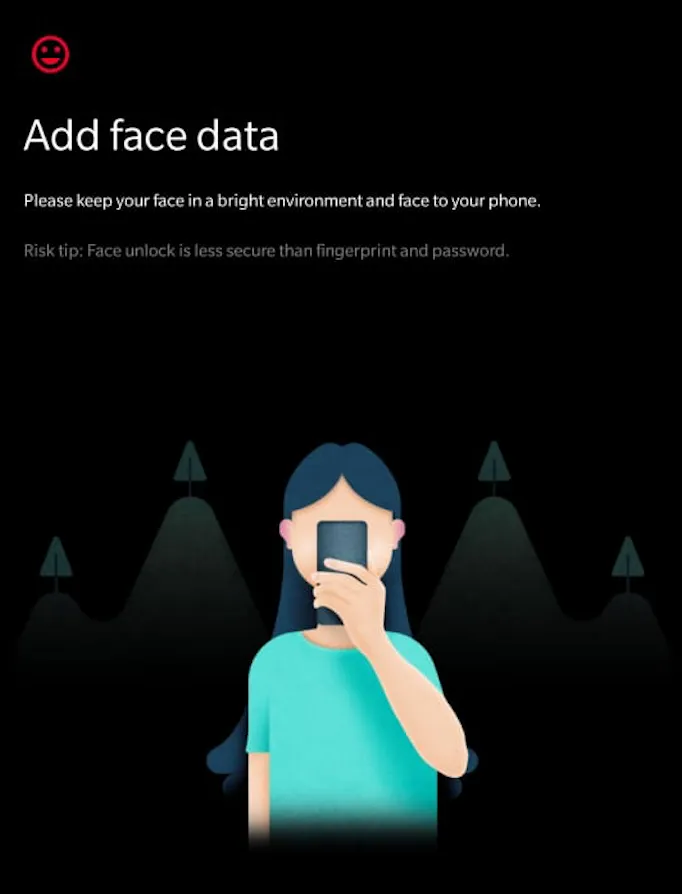 Add face data
Please keep your face in a bright environment and face to your phone.
Risk tip: Face unlock is less secure than fingerprint and password.